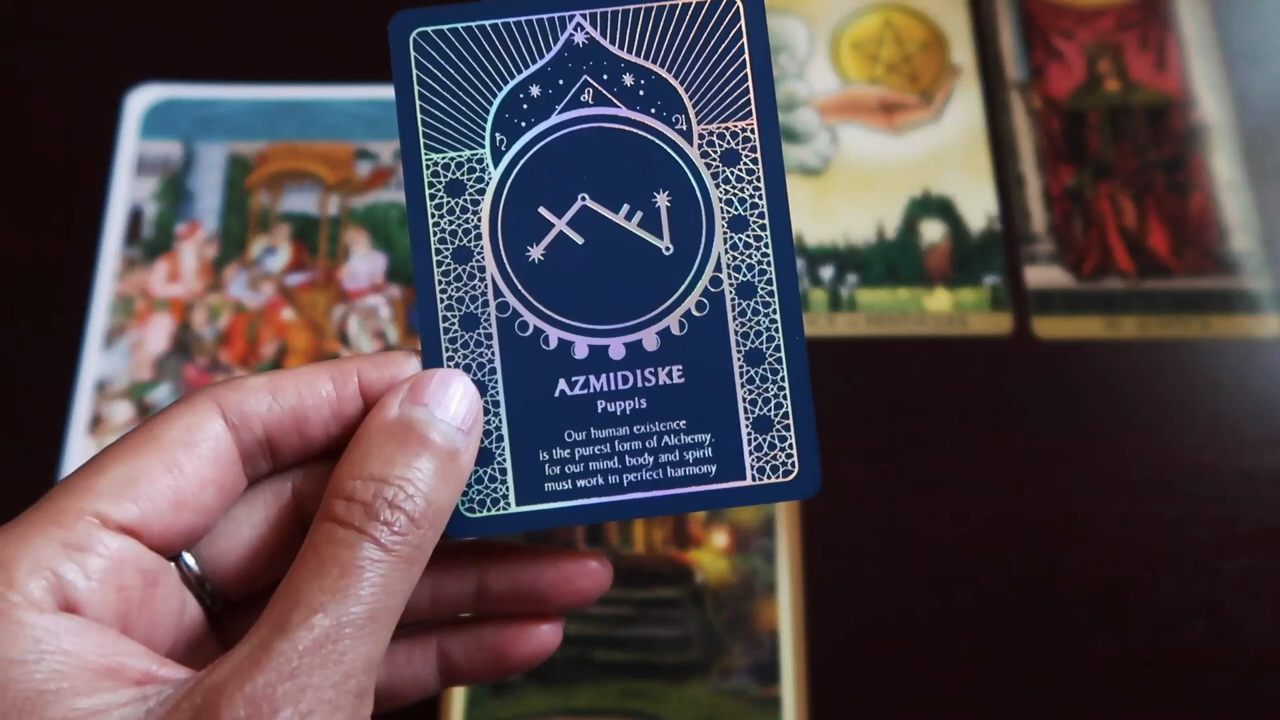 AZMIDISKE
Puppis
Our human existence
is the purest form of Alchemy,
for our mind, body and spirit
must work in perfect harmony